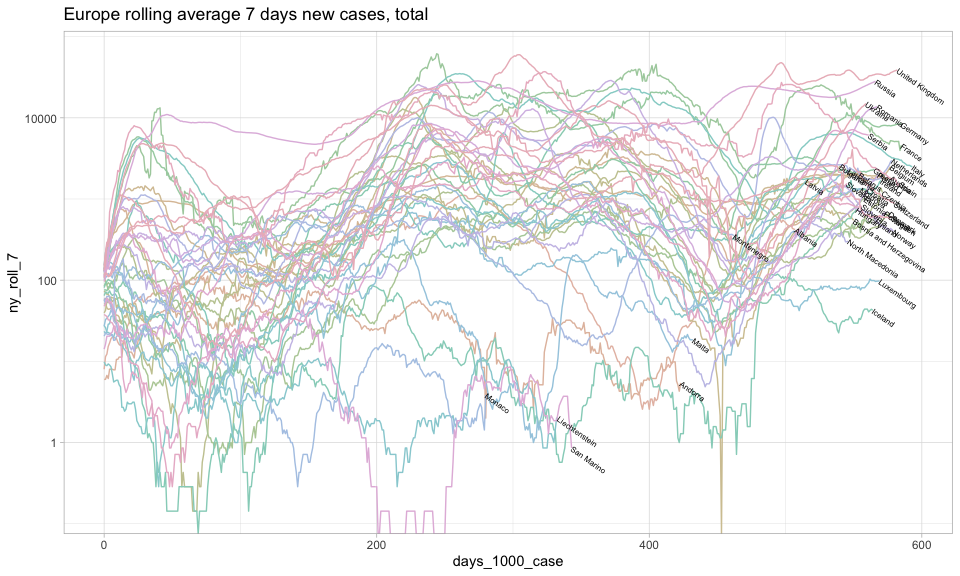 Europe rolling average 7 days new cases, total
ny_roll_7
10000
100
1
0
200
400
600
days_1000_case
United Kingdom
Russia
Romania
Ukraine
Germany
Serbia
France
Italy
Netherlands
Belgium
Latvia
Switzerland
Albania
Norway
Montenegro
Bosnia and Herzegovina
North Macedonia
Luxembourg
Iceland
Malta
Andorra
Monaco
Liechtenstein
San Marino